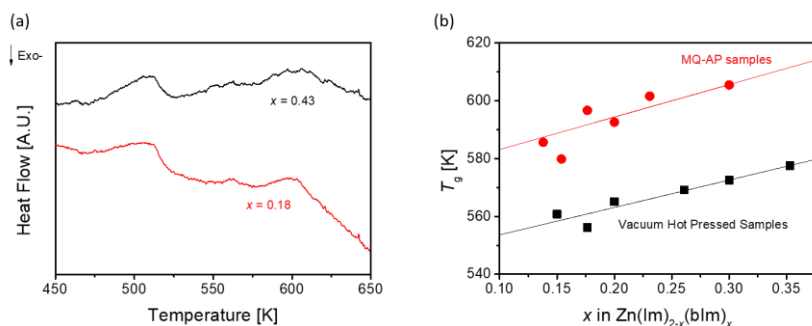 (a)
↓ Exo-
Heat Flow [A.U.]
x = 0.43
x = 0.18
450 500 550 600 650
Temperature [K]
(b)
620
600
580
560
540
T_g [K]
MQ-AP samples
Vacuum Hot Pressed Samples
0.10 0.15 0.20 0.25 0.30 0.35
x in Zn(Im)_{2-x}(bIm)_x